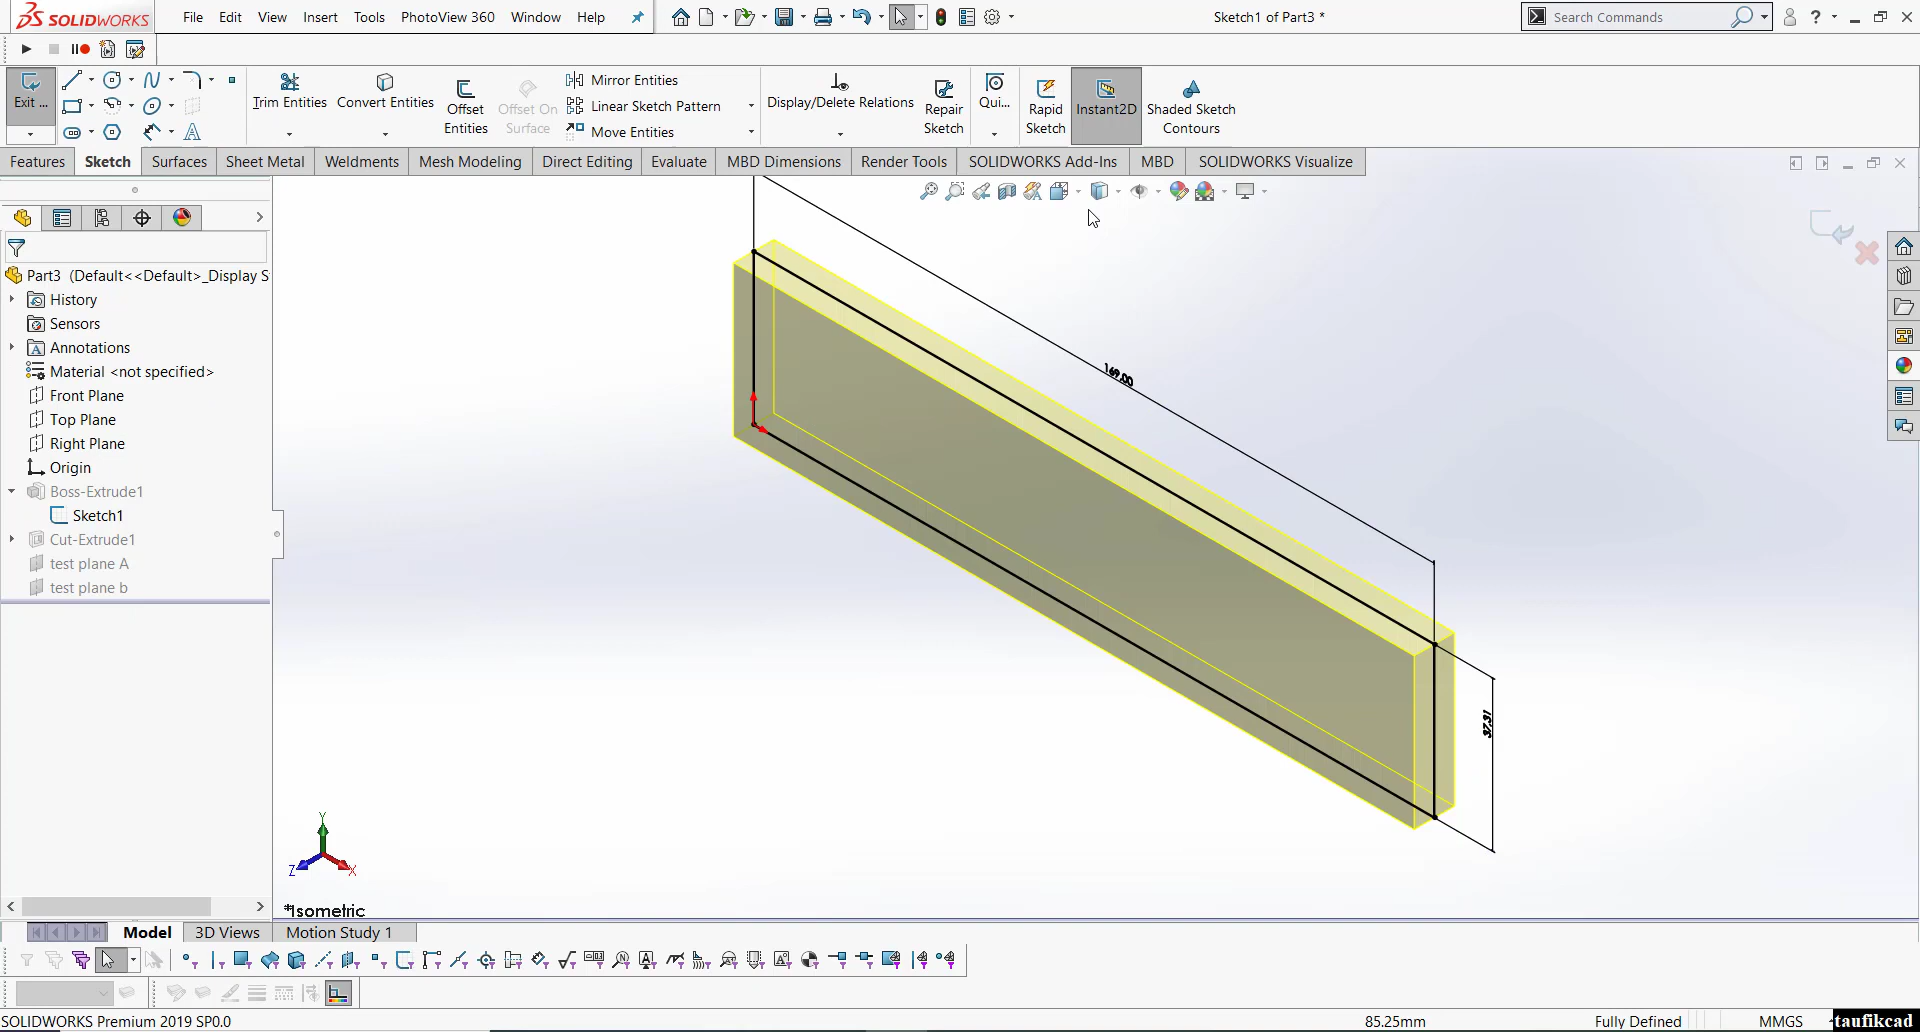 SOLIDWORKS File Edit View Insert Tools PhotoView 360 Window Help Sketch1 of Part3 * Search Commands ?
Exit ... Trim Entities Convert Entities Offset Entities Offset On Surface Mirror Entities Linear Sketch Pattern Move Entities Display/Delete Relations Repair Sketch Qui... Rapid Sketch Instant2D Shaded Sketch Contours
Features Sketch Surfaces Sheet Metal Weldments Mesh Modeling Direct Editing Evaluate MBD Dimensions Render Tools SOLIDWORKS Add-Ins MBD SOLIDWORKS Visualize
Part3 (Default<<Default>_Display S
History
Sensors
Annotations
Material <not specified>
Front Plane
Top Plane
Right Plane
Origin
Boss-Extrude1
Sketch1
Cut-Extrude1
test plane A
test plane b
169.00
37.31
Y
Z X
*Isometric
Model 3D Views Motion Study 1
SOLIDWORKS Premium 2019 SP0.0 85.25mm Fully Defined MMGS taufikcad